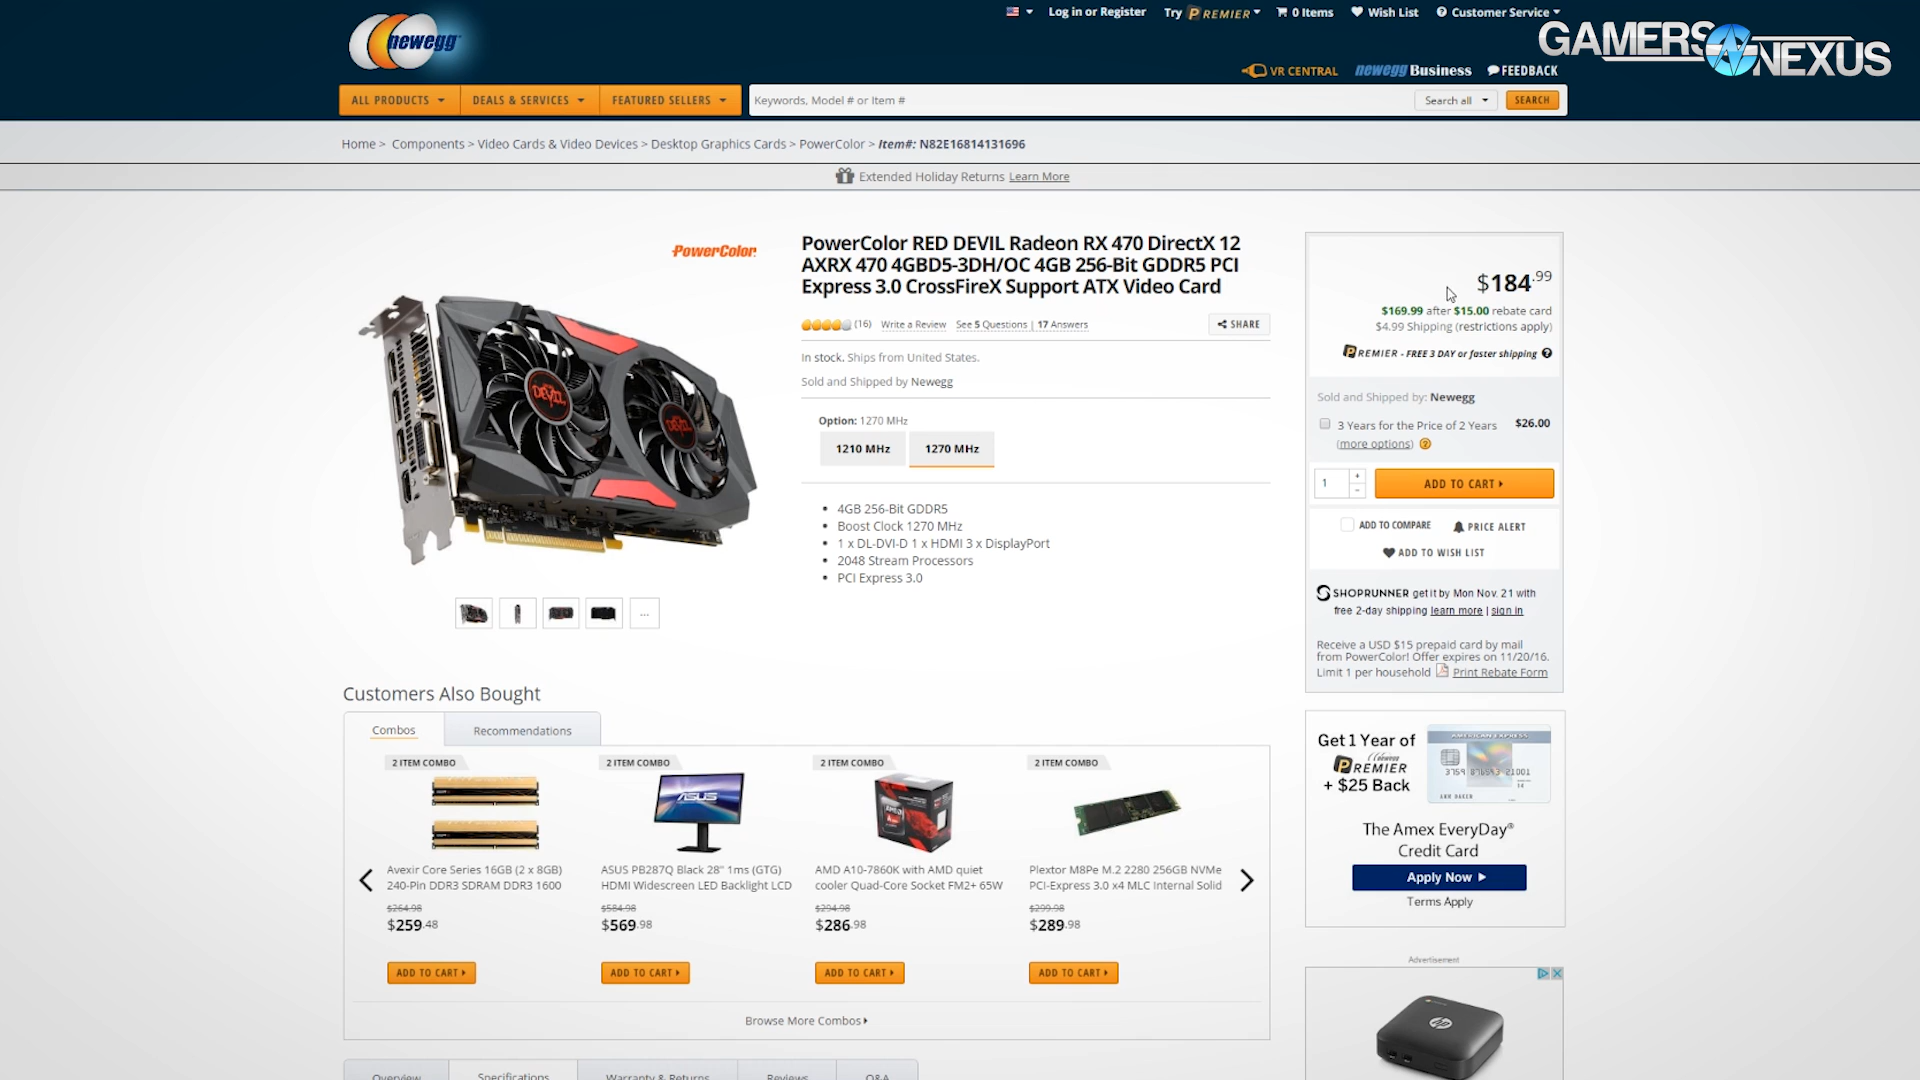 Log in or Register
Try PREMIER
0 Items
Wish List
Customer Service
GAMERS NEXUS
newegg
VR CENTRAL
newegg Business
FEEDBACK
ALL PRODUCTS
DEALS & SERVICES
FEATURED SELLERS
Keywords, Model # or Item #
Search all
SEARCH
Home > Components > Video Cards & Video Devices > Desktop Graphics Cards > PowerColor > Item#: N82E16814131696
Extended Holiday Returns Learn More
PowerColor
PowerColor RED DEVIL Radeon RX 470 DirectX 12
AXRX 470 4GBD5-3DH/OC 4GB 256-Bit GDDR5 PCI
Express 3.0 CrossFireX Support ATX Video Card
(16) Write a Review See 5 Questions | 17 Answers
SHARE
In stock. Ships from United States.
Sold and Shipped by Newegg
Option: 1270 MHz
1210 MHz
1270 MHz
4GB 256-Bit GDDR5
Boost Clock 1270 MHz
1 x DL-DVI-D 1 x HDMI 3 x DisplayPort
2048 Stream Processors
PCI Express 3.0
DEVIL
DEVIL
...
$184.99
$169.99 after $15.00 rebate card
$4.99 Shipping (restrictions apply)
PREMIER - FREE 3 DAY or faster shipping ?
Sold and Shipped by: Newegg
3 Years for the Price of 2 Years $26.00
(more options) ?
1
+
-
ADD TO CART
ADD TO COMPARE
PRICE ALERT
ADD TO WISH LIST
SHOPRUNNER get it by Mon Nov. 21 with
free 2-day shipping learn more | sign in
Receive a USD $15 prepaid card by mail
from PowerColor! Offer expires on 11/20/16.
Limit 1 per household Print Rebate Form
Customers Also Bought
Combos
Recommendations
2 ITEM COMBO
2 ITEM COMBO
2 ITEM COMBO
2 ITEM COMBO
ASUS
AMD
Avexir Core Series 16GB (2 x 8GB)
240-Pin DDR3 SDRAM DDR3 1600
$264.98
$259.48
ADD TO CART
ASUS PB287Q Black 28" 1ms (GTG)
HDMI Widescreen LED Backlight LCD
$584.98
$569.98
ADD TO CART
AMD A10-7860K with AMD quiet
cooler Quad-Core Socket FM2+ 65W
$294.98
$286.98
ADD TO CART
Plextor M8Pe M.2 2280 256GB NVMe
PCI-Express 3.0 x4 MLC Internal Solid
$299.98
$289.98
ADD TO CART
Browse More Combos
Get 1 Year of
newegg
PREMIER
+ $25 Back
AMERICAN EXPRESS
3759 876543 21001
ANN BAKER
The Amex EveryDay®
Credit Card
Apply Now
Terms Apply
Advertisement
hp
Overview
Specifications
Warranty & Returns
Reviews
Q&A